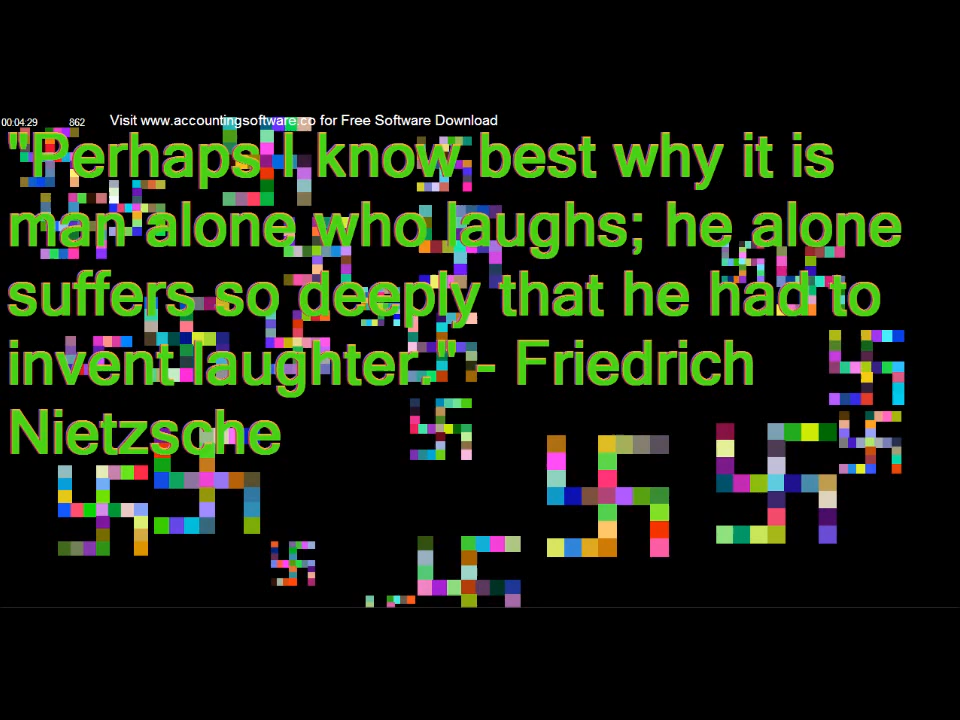 00:04:29 862 Visit www.accountingsoftware.co for Free Software Download
"Perhaps I know best why it is
man alone who laughs; he alone
suffers so deeply that he had to
invent laughter." - Friedrich
Nietzsche